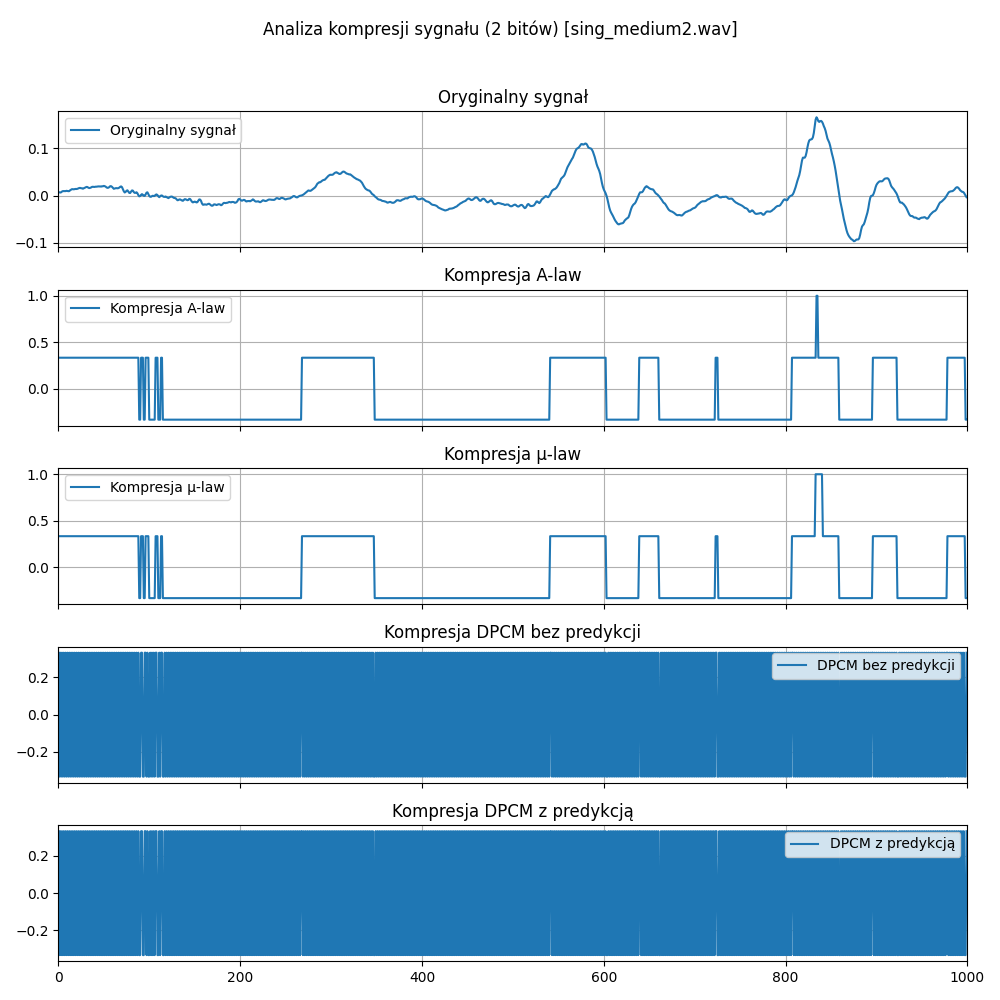 Analiza kompresji sygnału (2 bitów) [sing_medium2.wav]
Oryginalny sygnał
Oryginalny sygnał
0.1
0.0
−0.1
Kompresja A-law
Kompresja A-law
1.0
0.5
0.0
Kompresja μ-law
Kompresja μ-law
1.0
0.5
0.0
Kompresja DPCM bez predykcji
DPCM bez predykcji
0.2
0.0
−0.2
Kompresja DPCM z predykcją
DPCM z predykcją
0.2
0.0
−0.2
0 200 400 600 800 1000